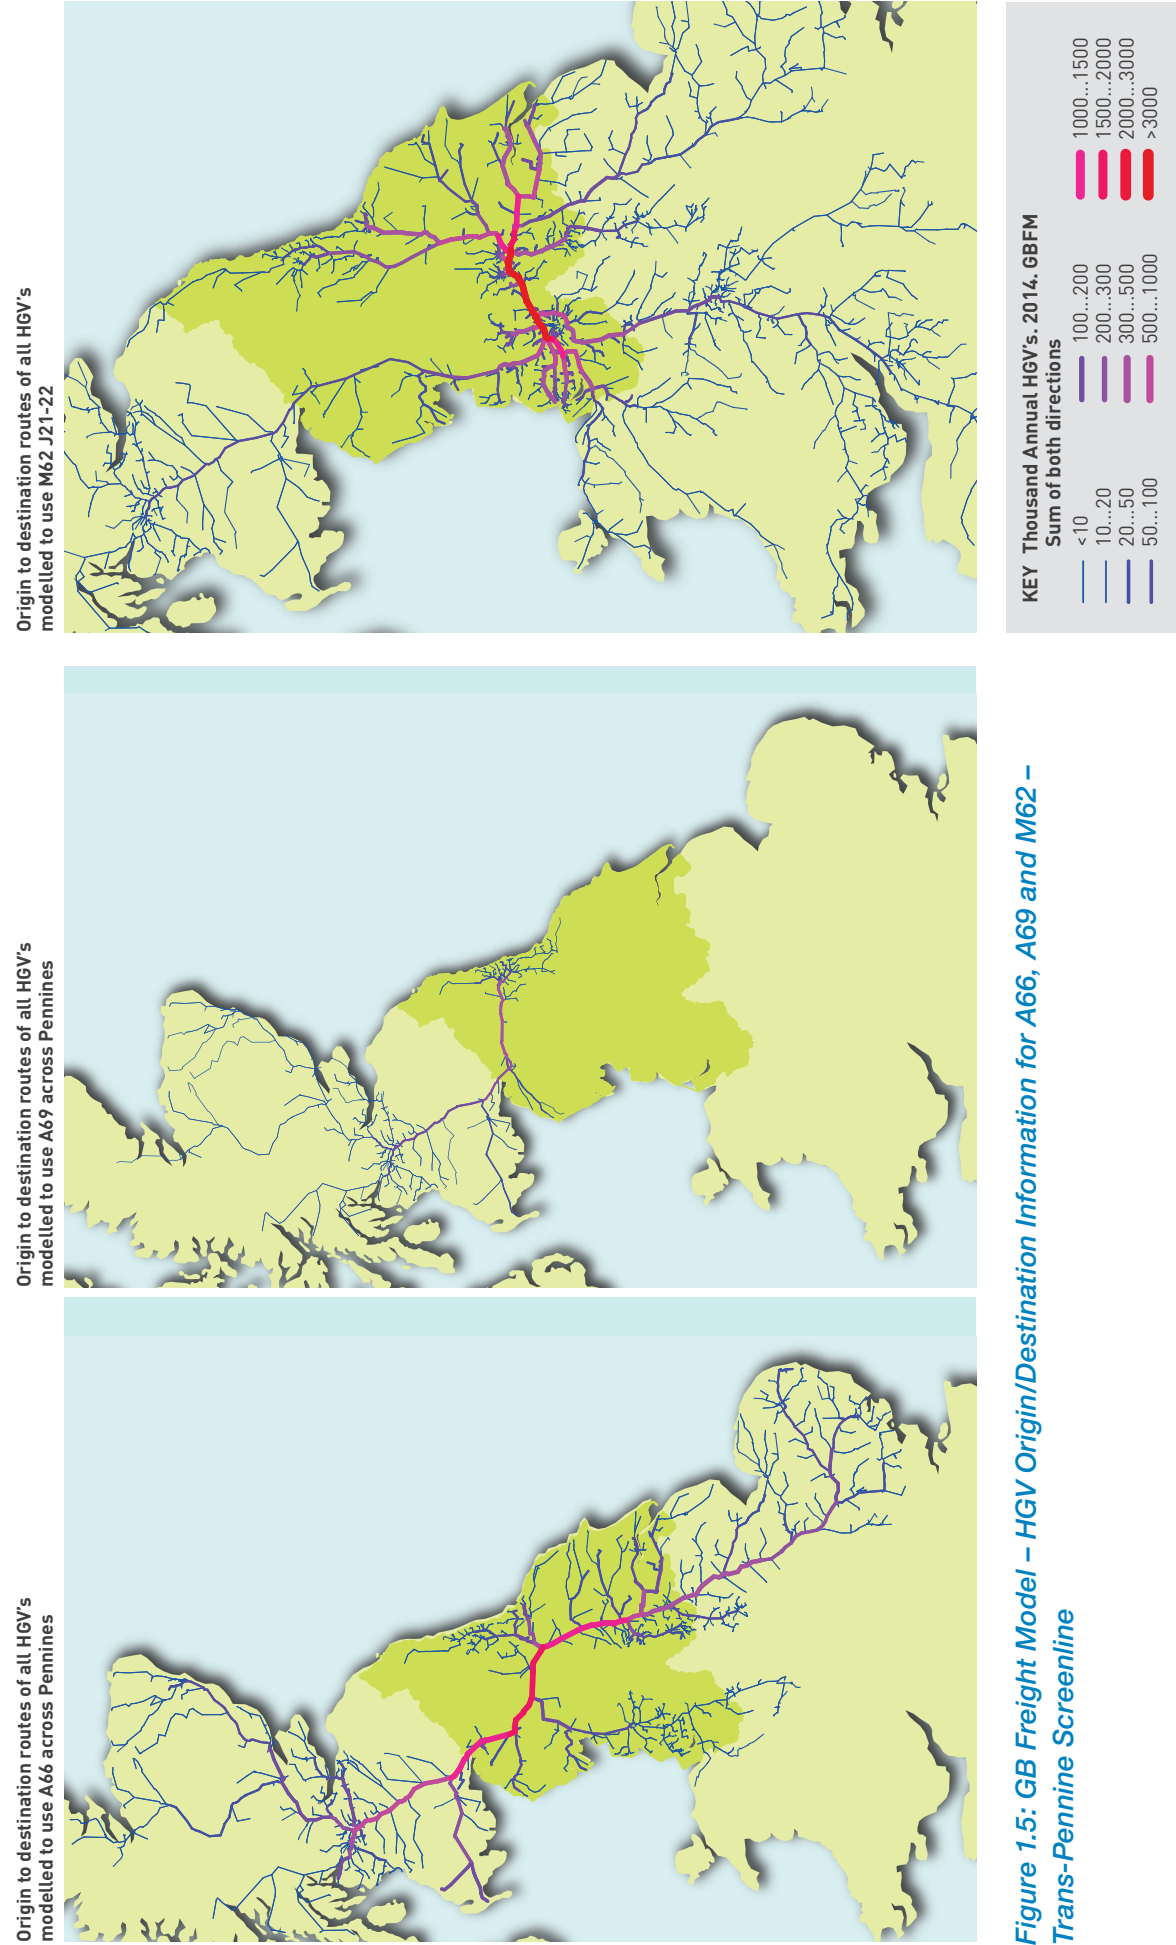 Origin to destination routes of all HGV's
modelled to use A66 across Pennines
Origin to destination routes of all HGV's
modelled to use A69 across Pennines
Origin to destination routes of all HGV's
modelled to use M62 J21-22
KEY Thousand Annual HGV's. 2014. GBFM
Sum of both directions
<10
10...20
20...50
50...100
100...200
200...300
300...500
500...1000
1000...1500
1500...2000
2000...3000
>3000
Figure 1.5: GB Freight Model – HGV Origin/Destination Information for A66, A69 and M62 –
Trans-Pennine Screenline